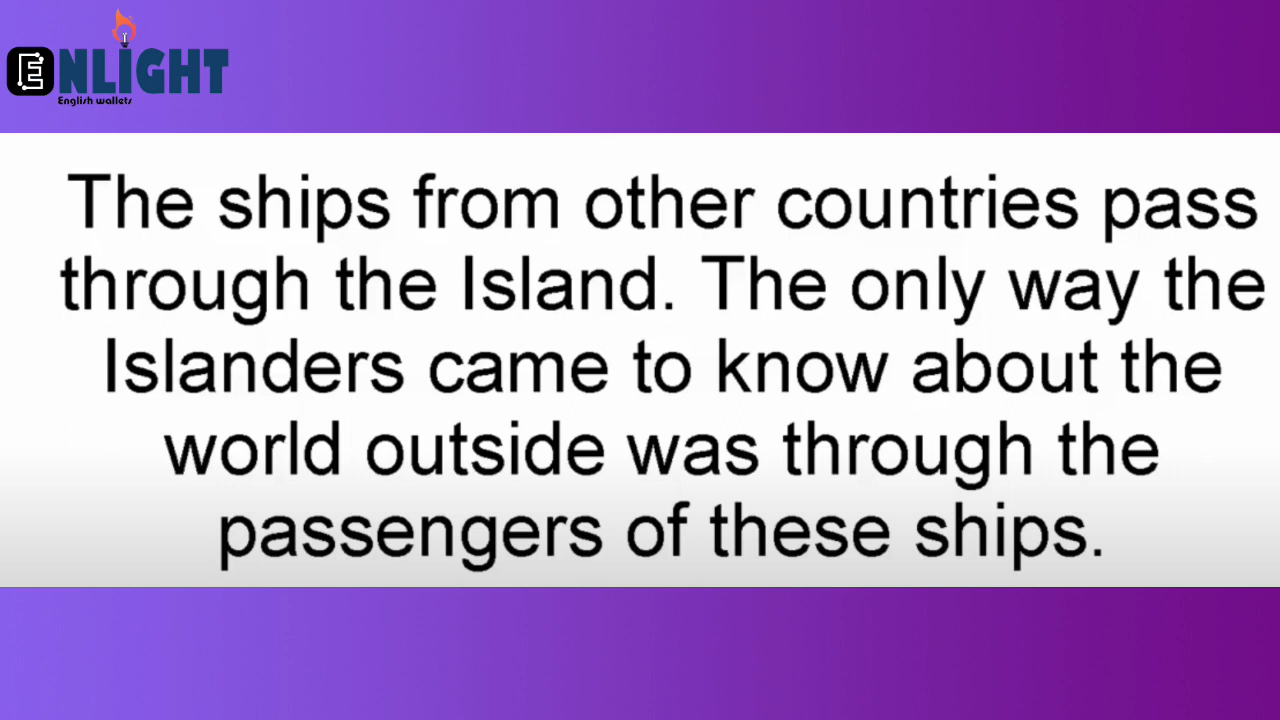 ENLIGHT
English wallets
The ships from other countries pass
through the Island. The only way the
Islanders came to know about the
world outside was through the
passengers of these ships.